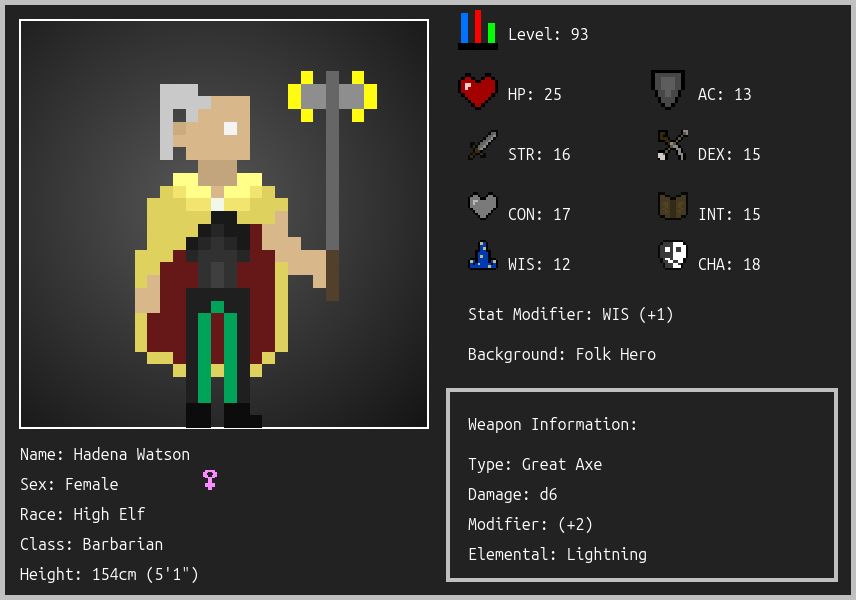 Level: 93
HP: 25
AC: 13
STR: 16
DEX: 15
CON: 17
INT: 15
WIS: 12
CHA: 18
Stat Modifier: WIS (+1)
Background: Folk Hero
Weapon Information:
Type: Great Axe
Damage: d6
Modifier: (+2)
Elemental: Lightning
Name: Hadena Watson
Sex: Female
Race: High Elf
Class: Barbarian
Height: 154cm (5'1")